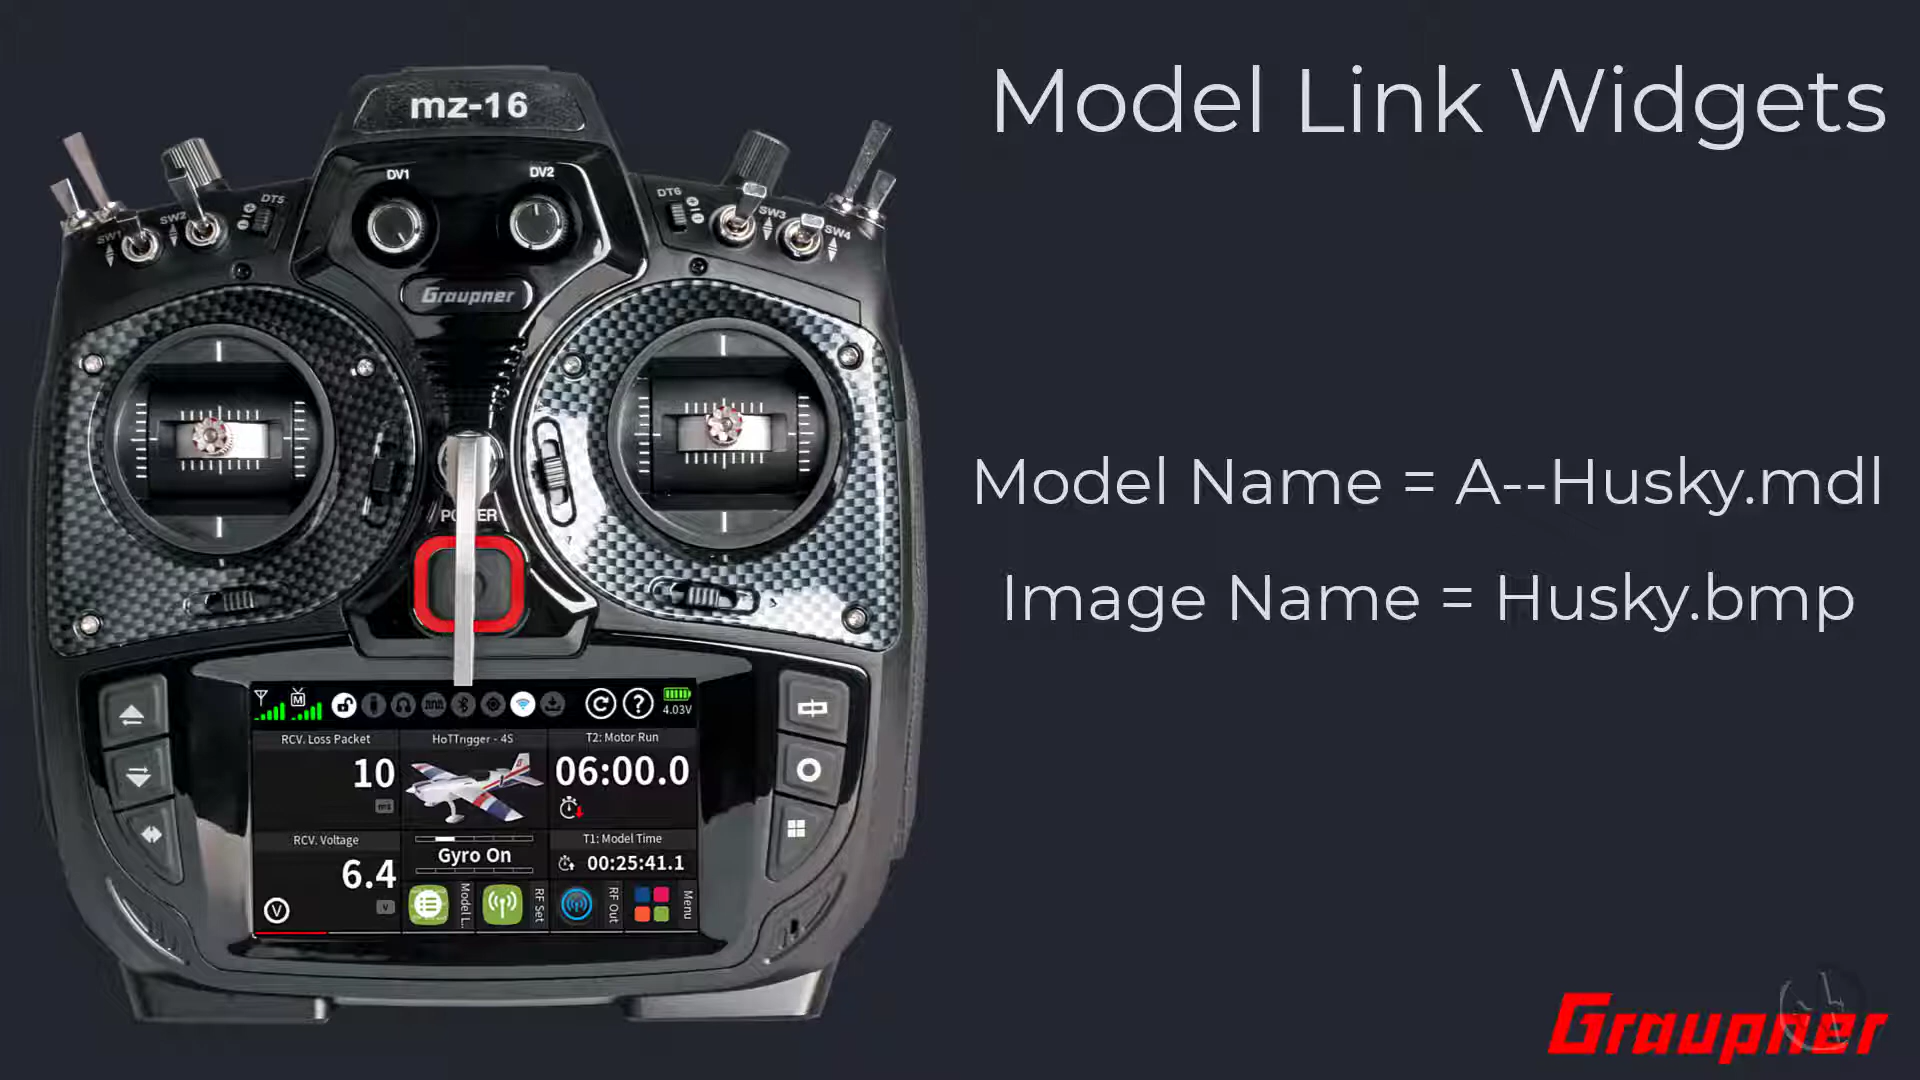 Model Link Widgets
mz-16
DV1
DV2
DT5
DT6
SW1
SW2
SW3
SW4
Graupner
Model Name = A--Husky.mdl
Image Name = Husky.bmp
M
4.03V
RCV. Loss Packet
HoTTrigger - 4S
T2: Motor Run
10
06:00.0
RCV. Voltage
T1: Model Time
Gyro On
00:25:41.1
6.4
V
V
Model L..
RF Set
RF Out
Menu
Graupner